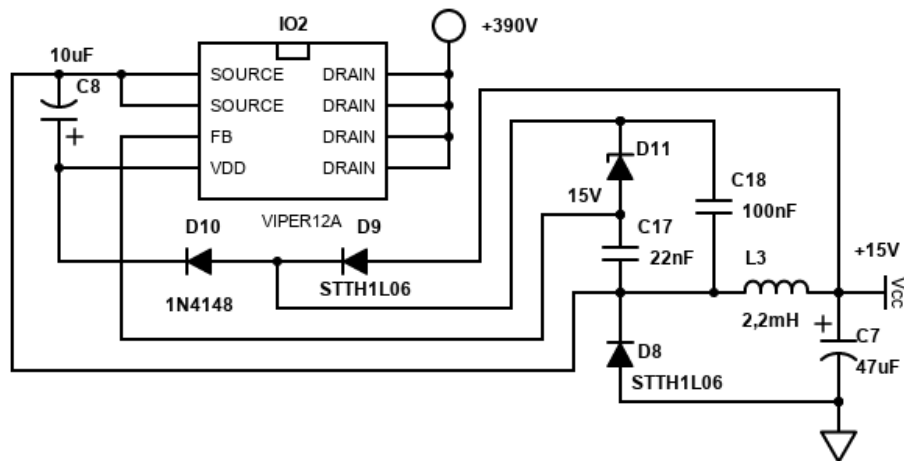 IO2
+390V
10uF
C8
+
SOURCE DRAIN
SOURCE DRAIN
FB DRAIN
VDD DRAIN
VIPER12A
D11
15V
C18
100nF
D10
D9
C17
22nF
L3
+15V
Vcc
1N4148
STTH1L06
2,2mH
+
D8
STTH1L06
C7
47uF